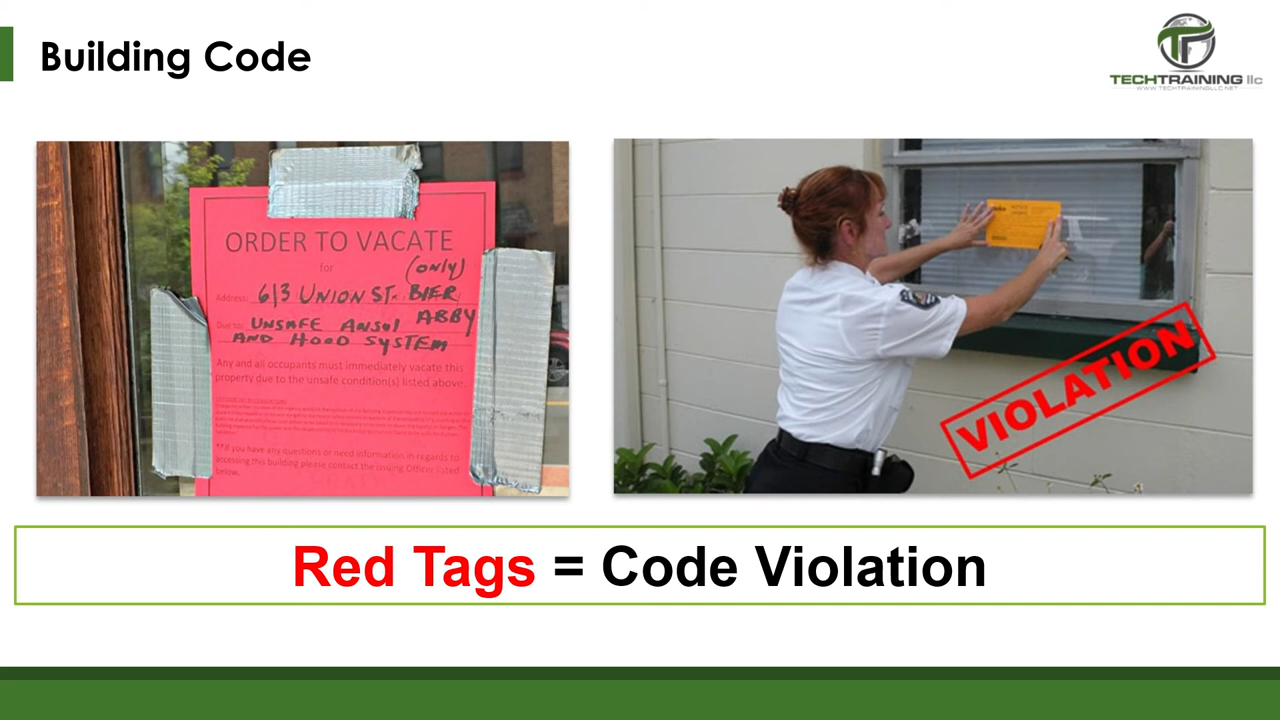 Building Code
TECHTRAINING llc
WWW.TECHTRAININGLLC.NET
ORDER TO VACATE
for
(ONLY)
Address: 613 UNION ST. BIER
ABBY
Due to: UNSAFE ANSUL
AND HOOD SYSTEM
Any and all occupants must immediately vacate this
property due to the unsafe condition(s) listed above.
**If you have any questions or need information in regards to
accessing this building please contact the issuing Officer listed
below.
VIOLATION
Red Tags = Code Violation